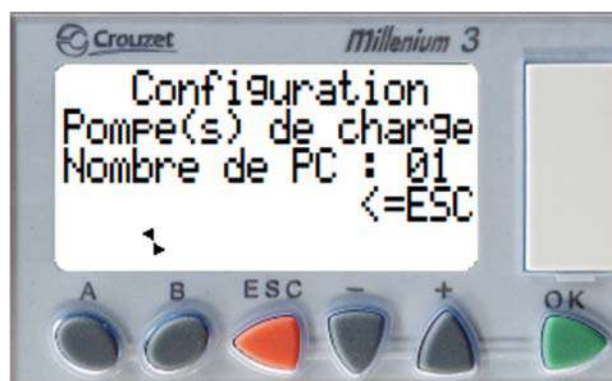 Crouzet Millenium 3
Configuration
Pompe(s) de charge
Nombre de PC : 01
<=ESC
A B ESC - + OK